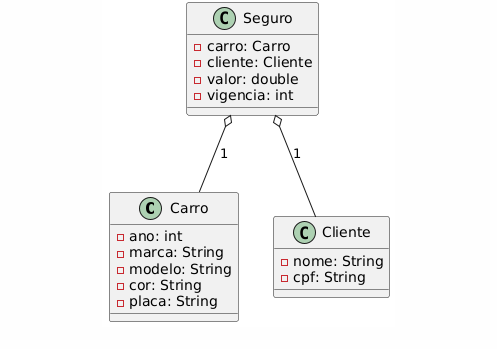 C Seguro
carro: Carro
cliente: Cliente
valor: double
vigencia: int
1
1
C Carro
ano: int
marca: String
modelo: String
cor: String
placa: String
C Cliente
nome: String
cpf: String